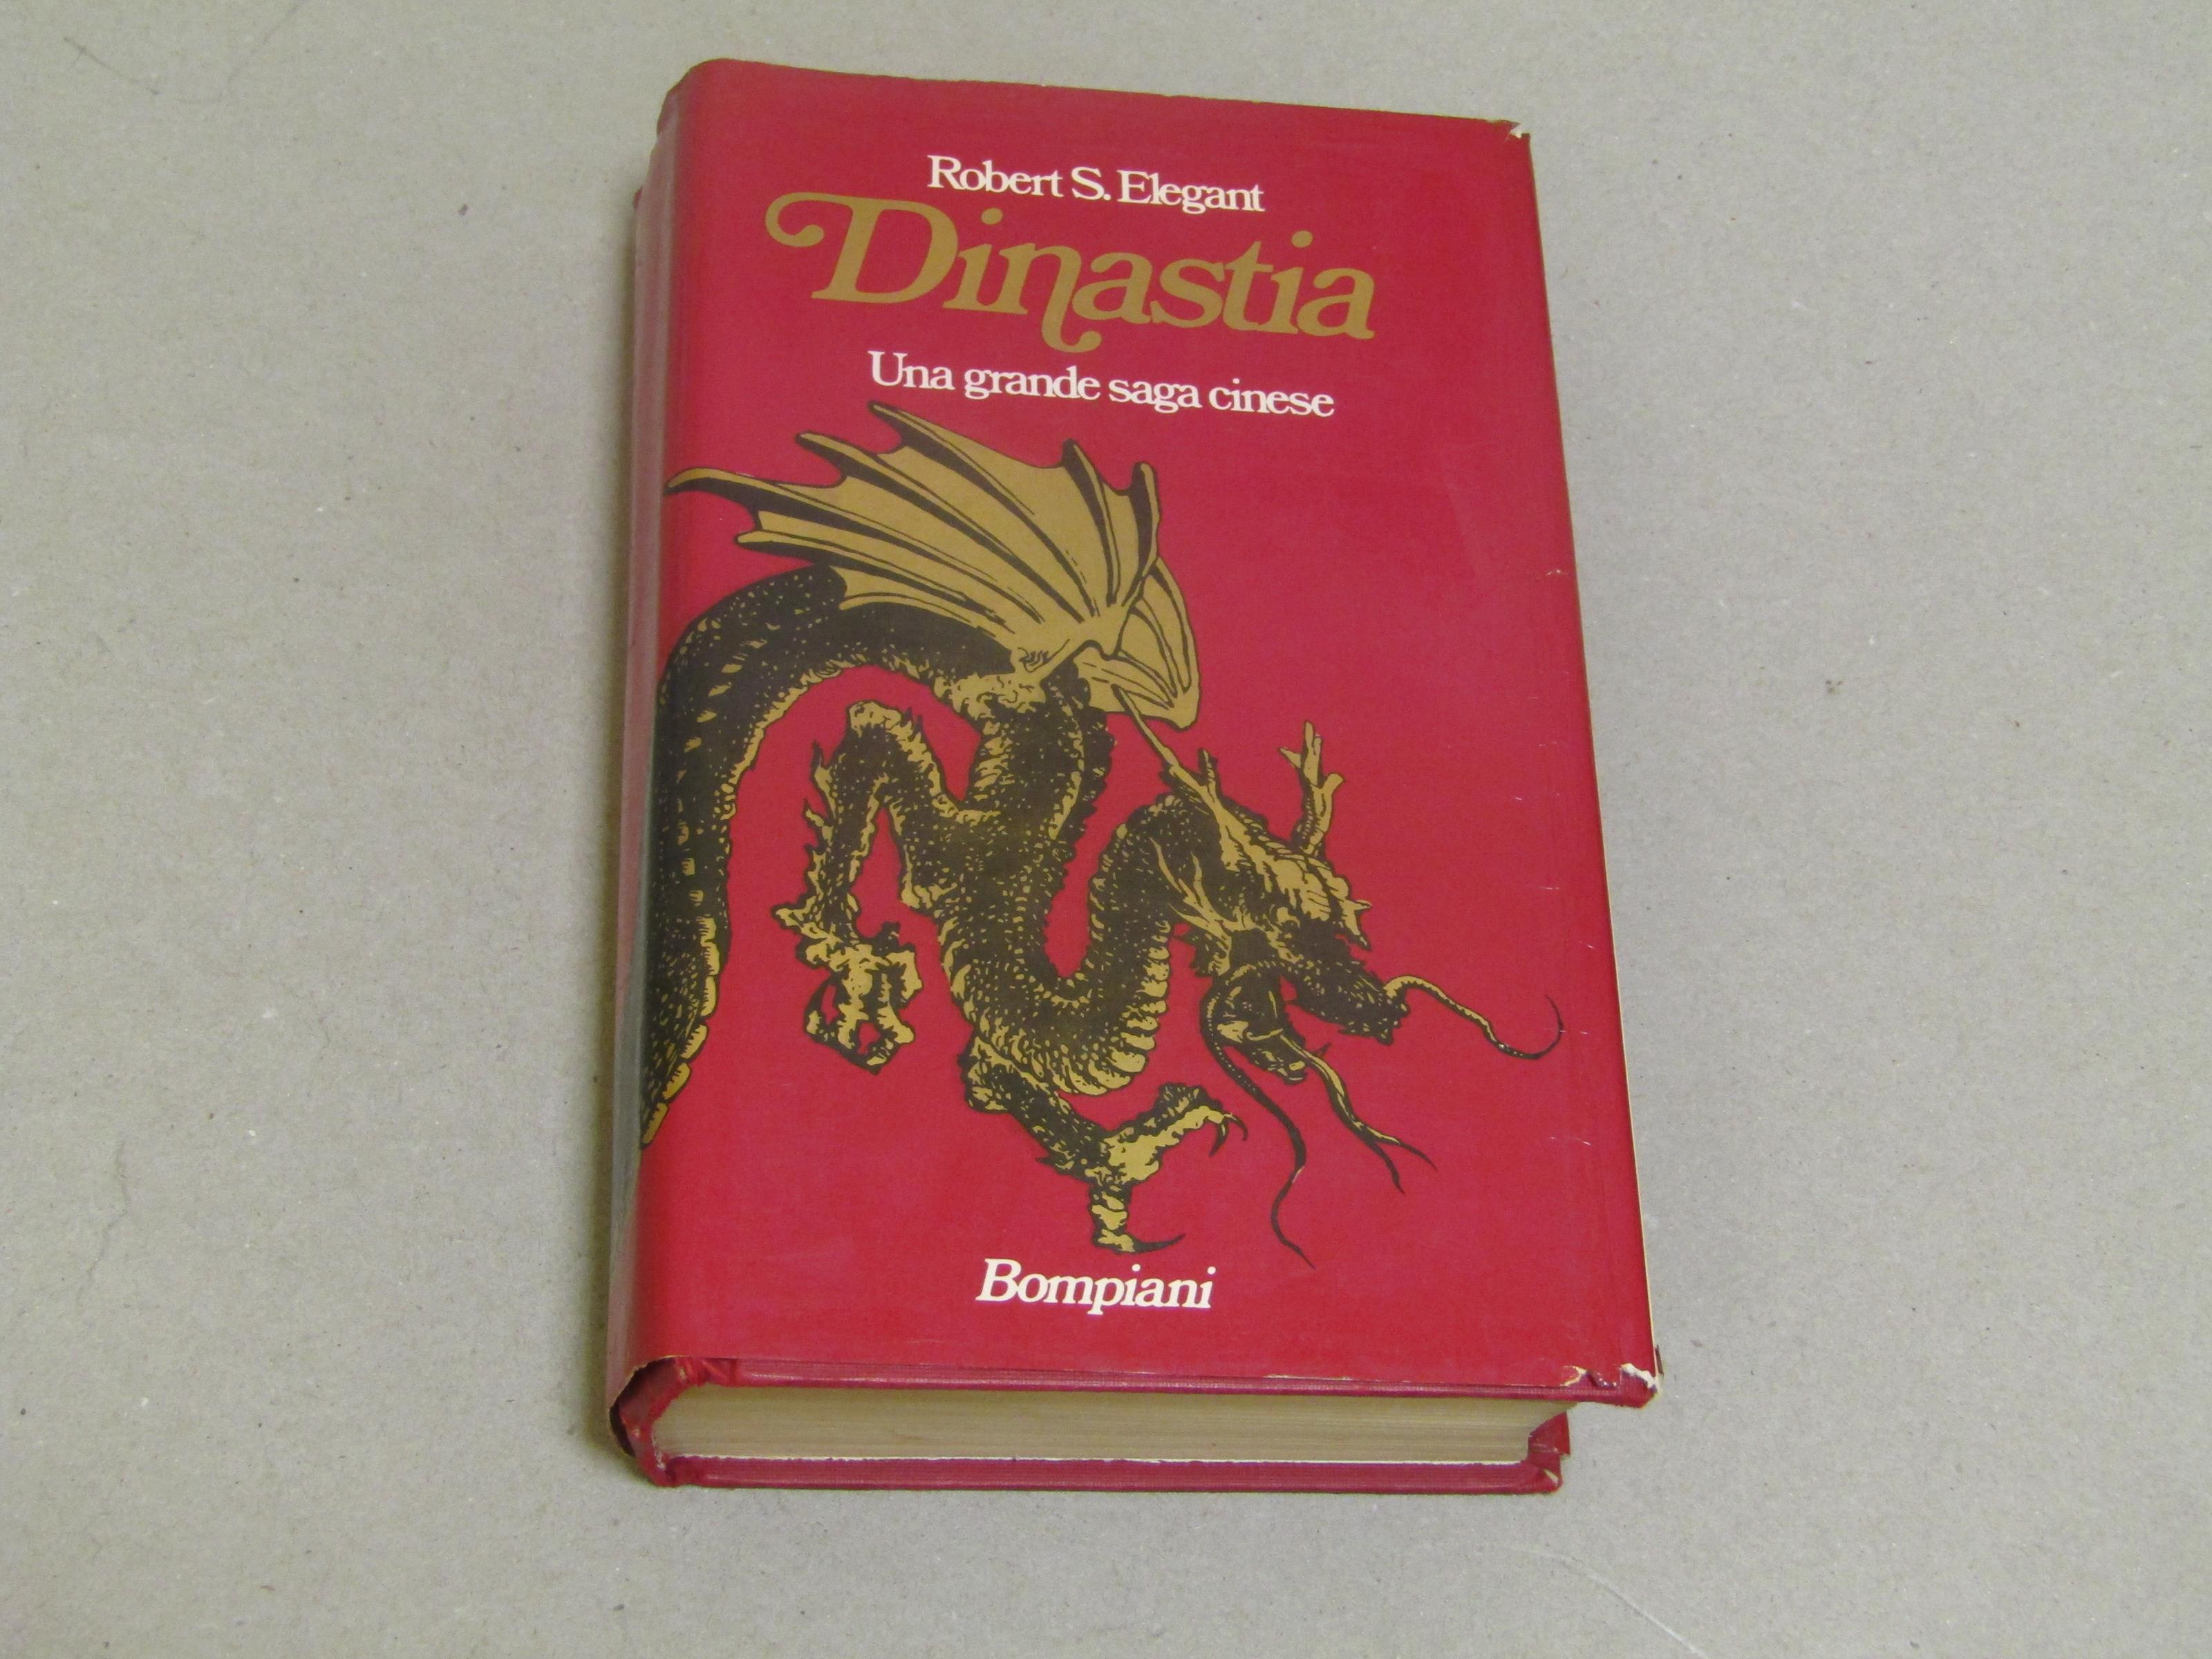 Robert S. Elegant
Dinastia
Una grande saga cinese
Bompiani